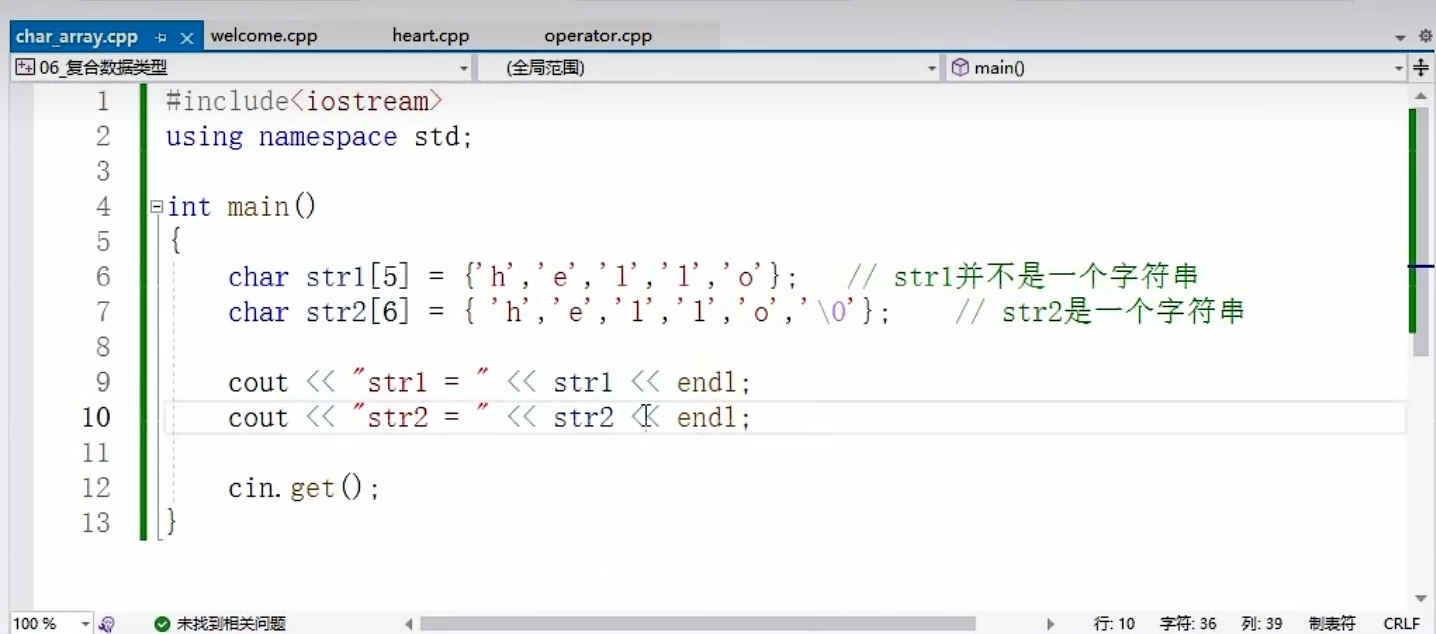 char_array.cpp welcome.cpp heart.cpp operator.cpp
06_复合数据类型 (全局范围) main()
1 #include<iostream>
2 using namespace std;
3
4 int main()
5 {
6 char str1[5] = {'h','e','l','l','o'}; // str1并不是一个字符串
7 char str2[6] = { 'h','e','l','l','o','\0'}; // str2是一个字符串
8
9 cout << "str1 = " << str1 << endl;
10 cout << "str2 = " << str2 << endl;
11
12 cin.get();
13 }
100 % 未找到相关问题 行: 10 字符: 36 列: 39 制表符 CRLF